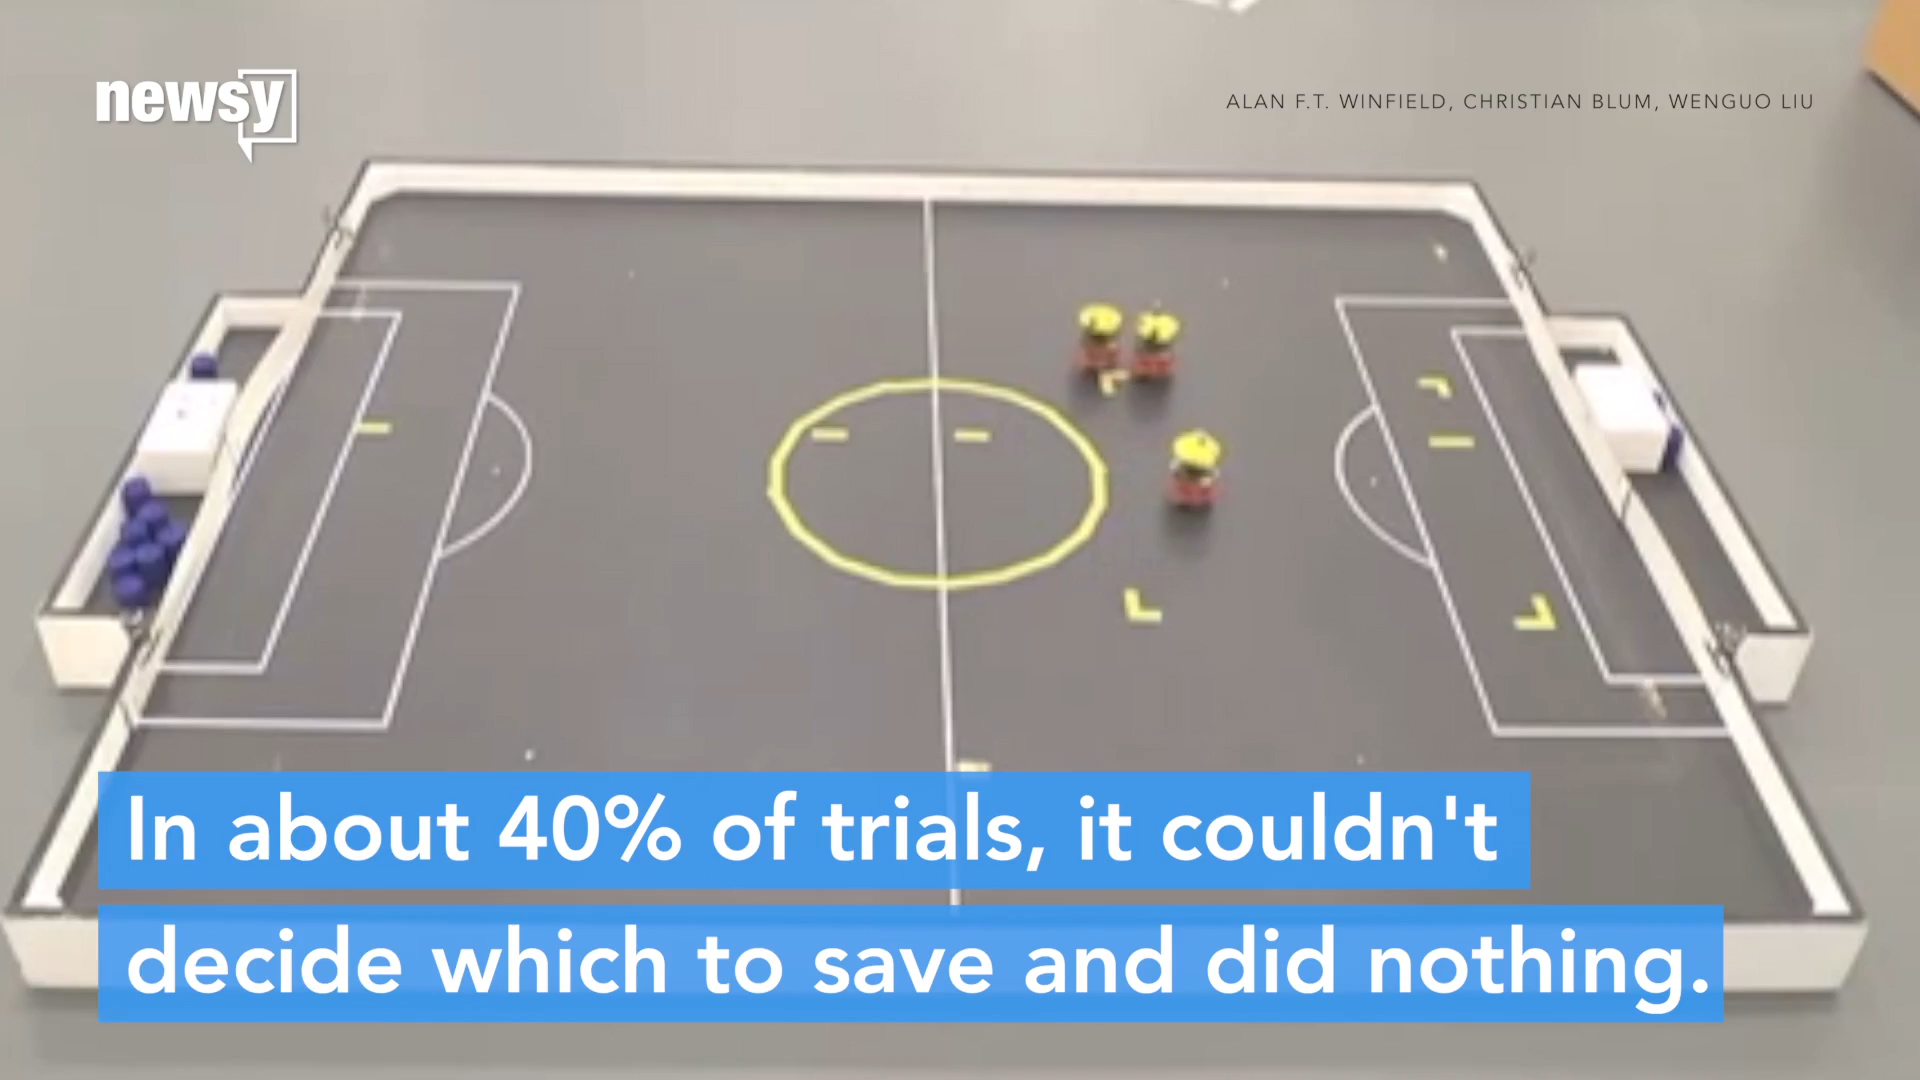 newsy
ALAN F.T. WINFIELD, CHRISTIAN BLUM, WENGUO LIU
In about 40% of trials, it couldn't
decide which to save and did nothing.